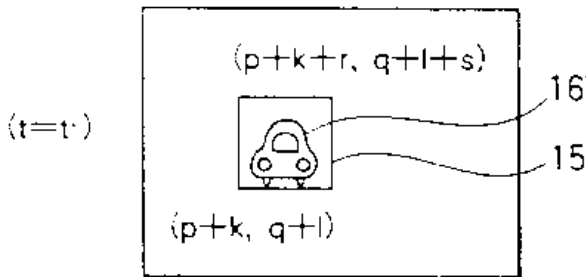 (p+k+r, q+l+s)
16
(t=t')
15
(p+k, q+l)